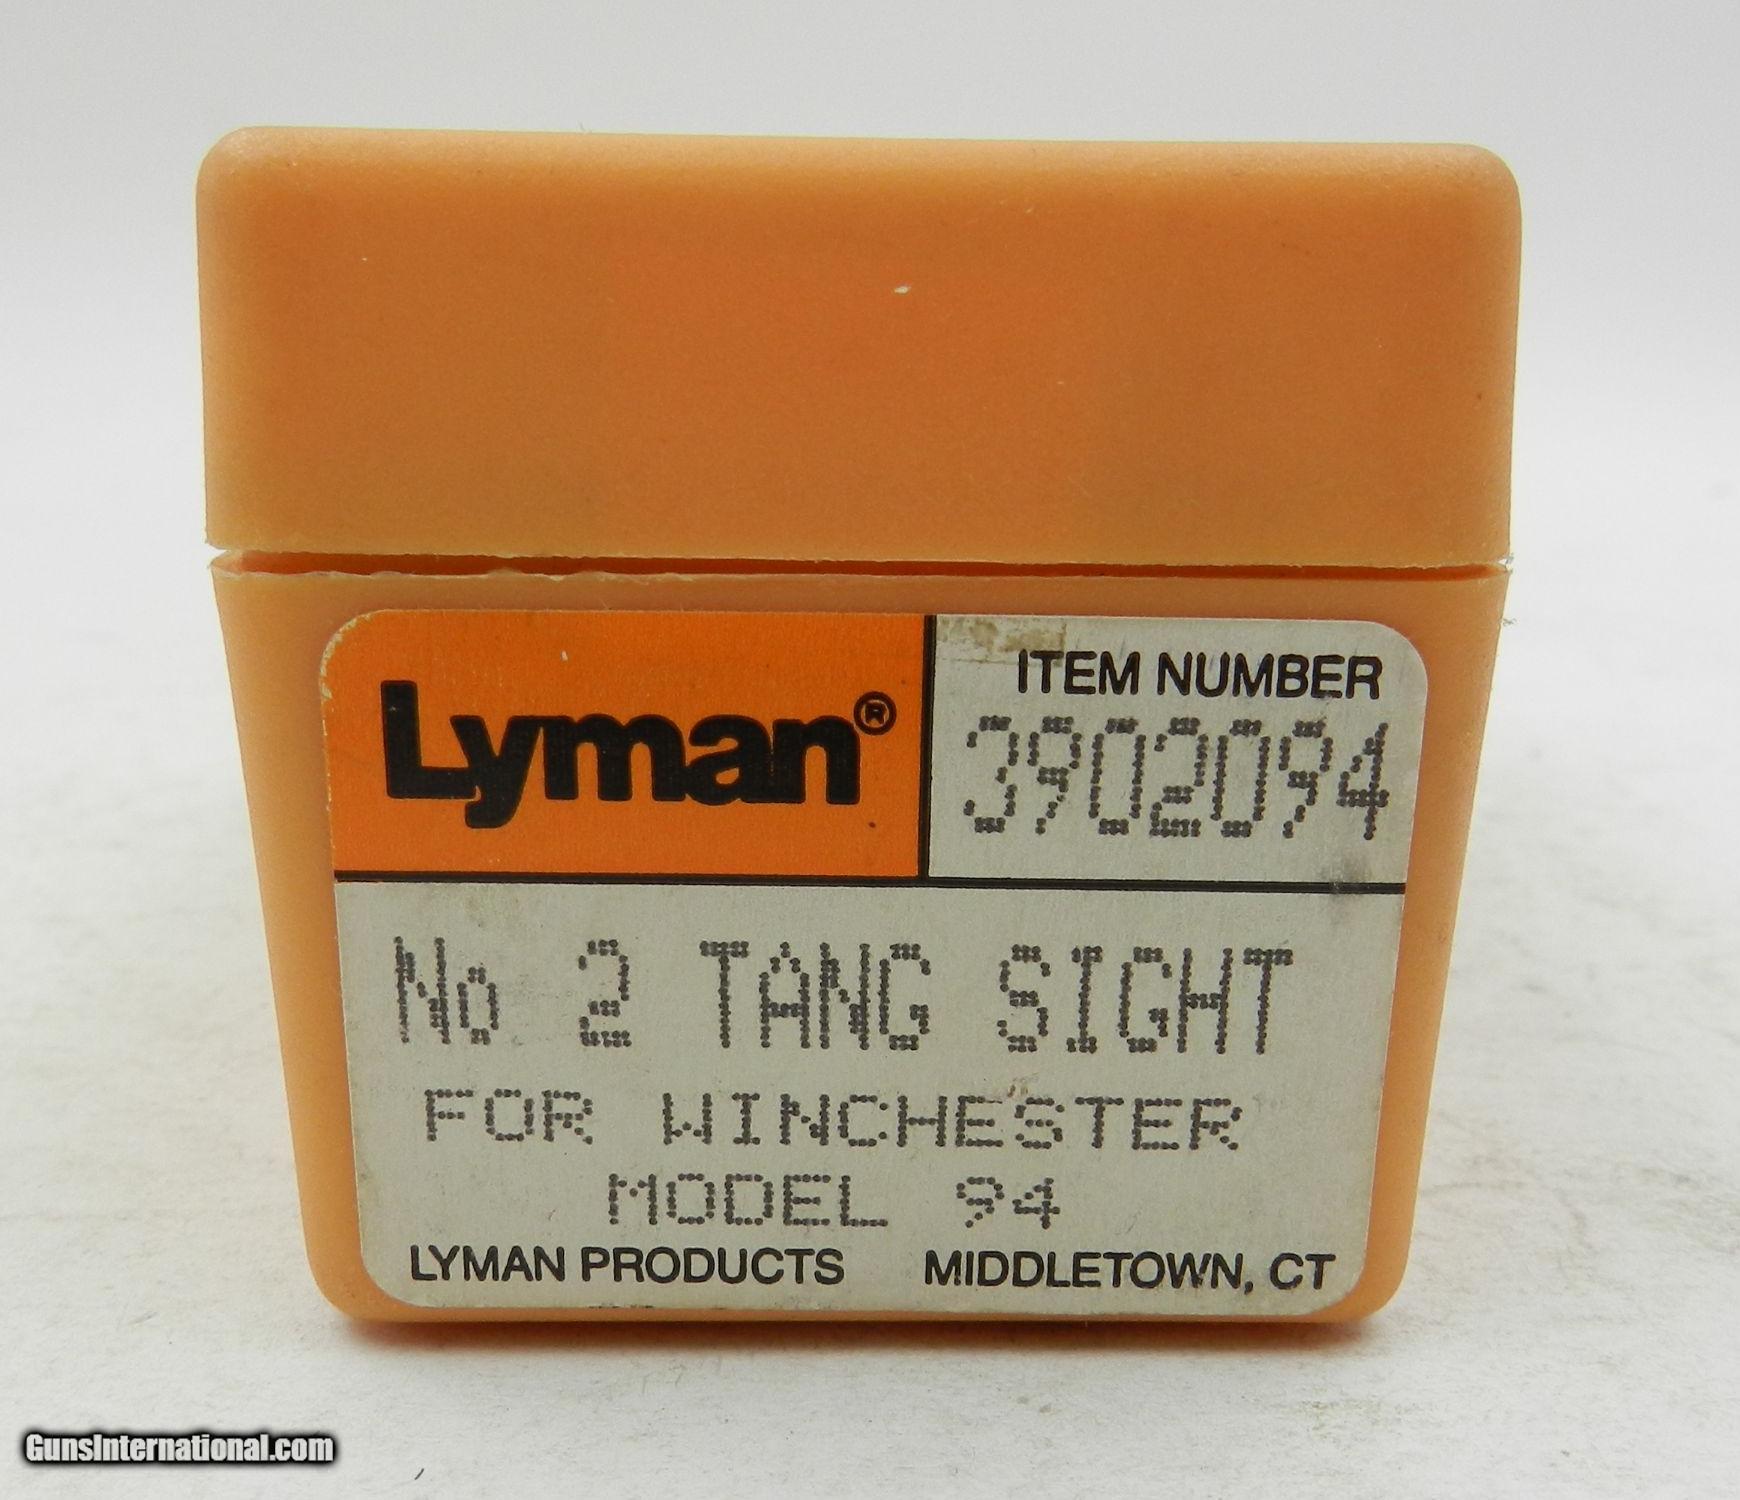 Lyman®
ITEM NUMBER
3902094
No 2 TANG SIGHT
FOR WINCHESTER
MODEL 94
LYMAN PRODUCTS MIDDLETOWN, CT
GunsInternational.com